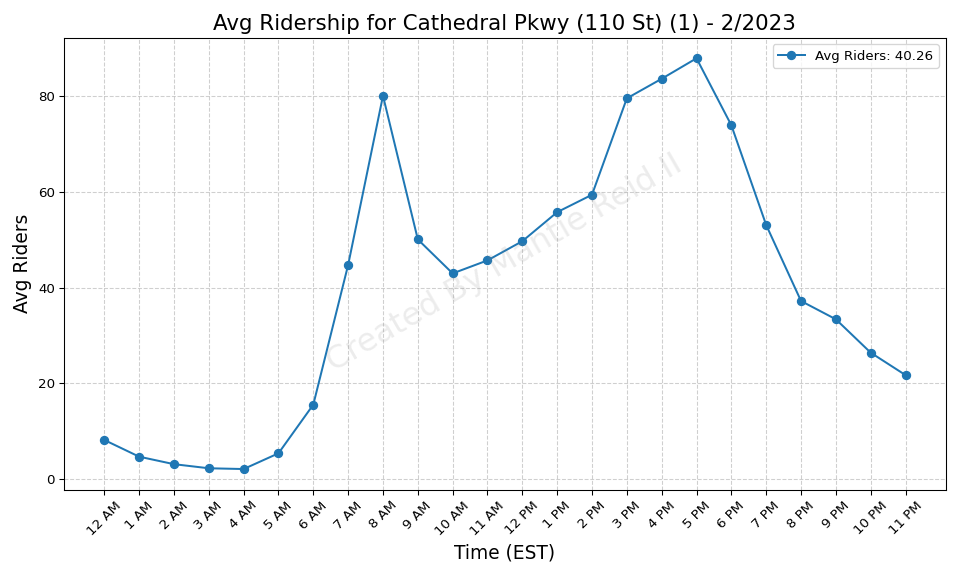 Avg Ridership for Cathedral Pkwy (110 St) (1) - 2/2023
Avg Riders: 40.26
Avg Riders
80
60
40
20
0
Created By Mantle Reid II
12 AM
1 AM
2 AM
3 AM
4 AM
5 AM
6 AM
7 AM
8 AM
9 AM
10 AM
11 AM
12 PM
1 PM
2 PM
3 PM
4 PM
5 PM
6 PM
7 PM
8 PM
9 PM
10 PM
11 PM
Time (EST)